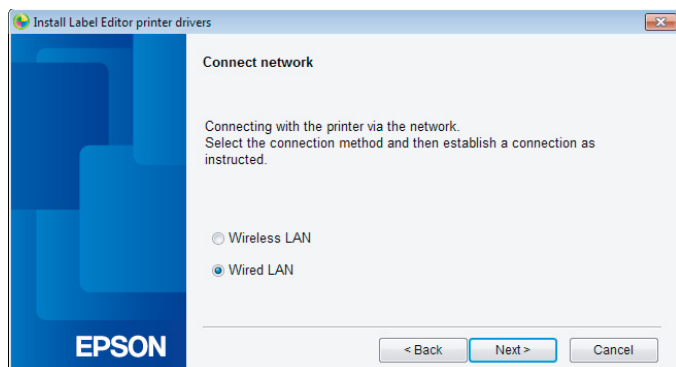 Install Label Editor printer drivers
Connect network
Connecting with the printer via the network.
Select the connection method and then establish a connection as
instructed.
Wireless LAN
Wired LAN
EPSON
< Back
Next >
Cancel